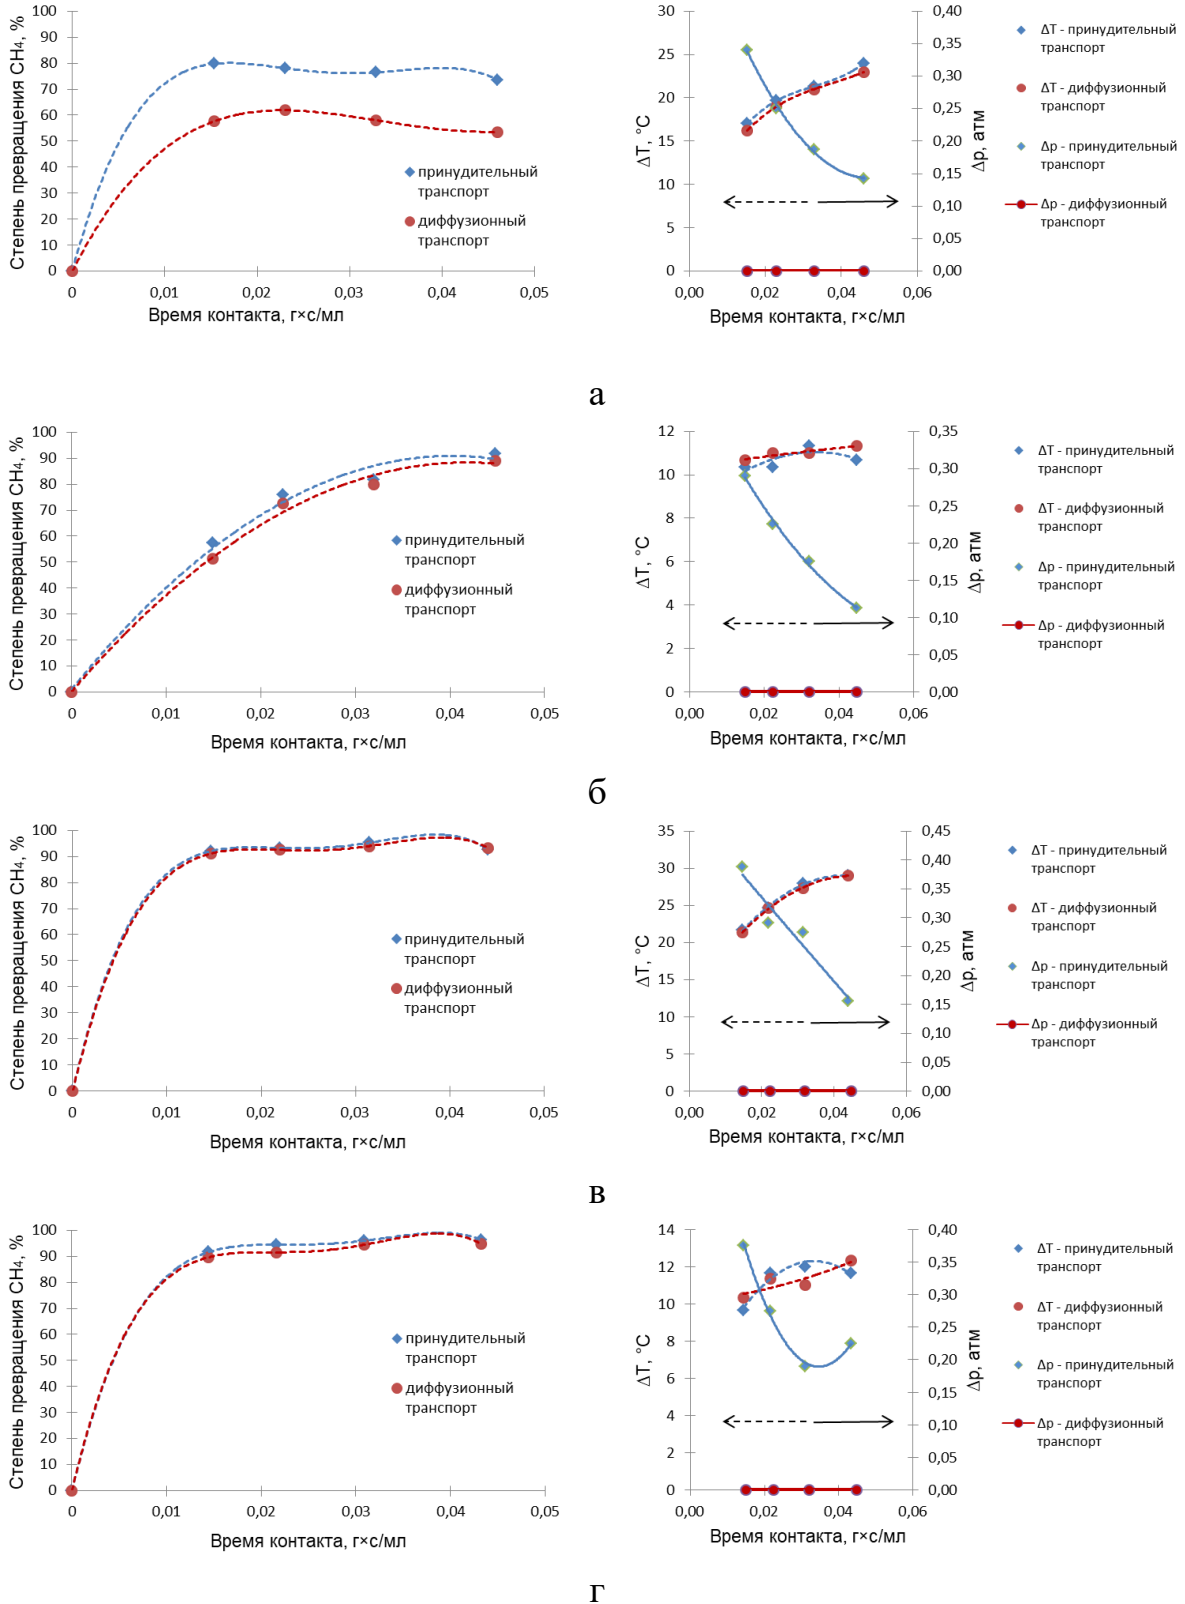 Степень превращения CH₄, %
100
90
80
70
60
50
40
30
20
10
0
0
0,01
0,02
0,03
0,04
0,05
Время контакта, г×с/мл
принудительный
транспорт
диффузионный
транспорт
ΔT, °C
30
25
20
15
10
5
0
0,00
0,02
0,04
0,06
Время контакта, г×с/мл
0,40
0,35
0,30
0,25
0,20
0,15
0,10
0,05
0,00
Δp, атм
ΔT - принудительный
транспорт
ΔT - диффузионный
транспорт
Δp - принудительный
транспорт
Δp - диффузионный
транспорт
а
Степень превращения CH₄, %
100
90
80
70
60
50
40
30
20
10
0
0
0,01
0,02
0,03
0,04
0,05
Время контакта, г×с/мл
принудительный
транспорт
диффузионный
транспорт
ΔT, °C
12
10
8
6
4
2
0
0,00
0,02
0,04
0,06
Время контакта, г×с/мл
0,35
0,30
0,25
0,20
0,15
0,10
0,05
0,00
Δp, атм
ΔT - принудительный
транспорт
ΔT - диффузионный
транспорт
Δp - принудительный
транспорт
Δp - диффузионный
транспорт
б
Степень превращения CH₄, %
100
90
80
70
60
50
40
30
20
10
0
0
0,01
0,02
0,03
0,04
0,05
Время контакта, г×с/мл
принудительный
транспорт
диффузионный
транспорт
ΔT, °C
35
30
25
20
15
10
5
0
0,00
0,02
0,04
0,06
Время контакта, г×с/мл
0,45
0,40
0,35
0,30
0,25
0,20
0,15
0,10
0,05
0,00
Δp, атм
ΔT - принудительный
транспорт
ΔT - диффузионный
транспорт
Δp - принудительный
транспорт
Δp - диффузионный
транспорт
в
Степень превращения CH₄, %
100
90
80
70
60
50
40
30
20
10
0
0
0,01
0,02
0,03
0,04
0,05
Время контакта, г×с/мл
принудительный
транспорт
диффузионный
транспорт
ΔT, °C
14
12
10
8
6
4
2
0
0,00
0,02
0,04
0,06
Время контакта, г×с/мл
0,40
0,35
0,30
0,25
0,20
0,15
0,10
0,05
0,00
Δp, атм
ΔT - принудительный
транспорт
ΔT - диффузионный
транспорт
Δp - принудительный
транспорт
Δp - диффузионный
транспорт
г